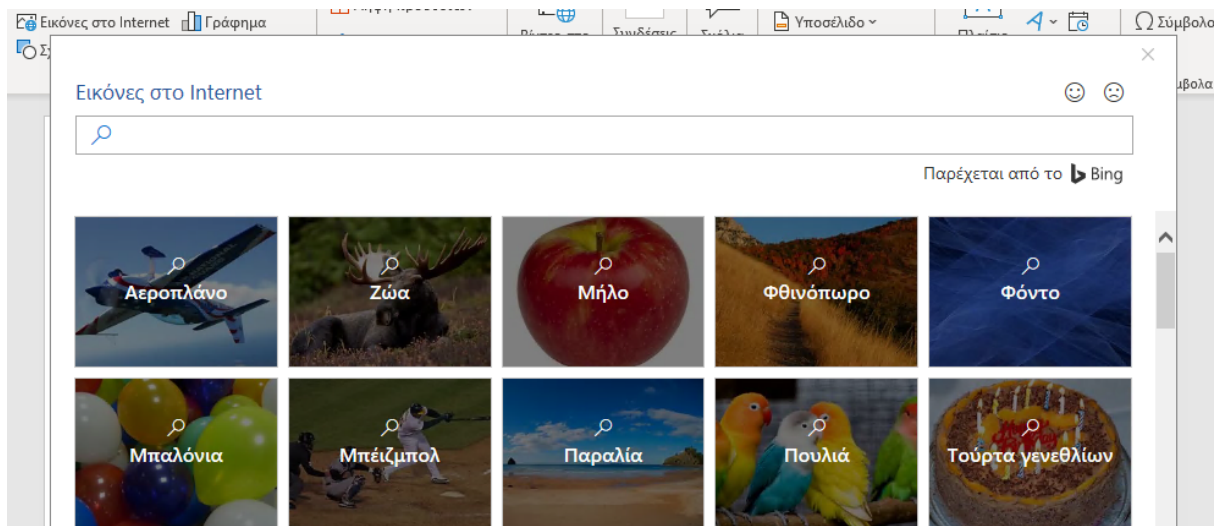 Εικόνες στο Internet
Γράφημα
Υποσέλιδο
Σύμβολο
Εικόνες στο Internet
Παρέχεται από το Bing
Αεροπλάνο
Ζώα
Μήλο
Φθινόπωρο
Φόντο
Μπαλόνια
Μπέιζμπολ
Παραλία
Πουλιά
Τούρτα γενεθλίων